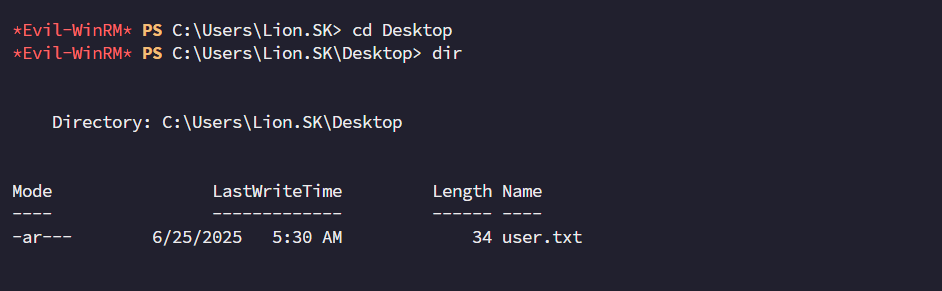 *Evil-WinRM* PS C:\Users\Lion.SK> cd Desktop
*Evil-WinRM* PS C:\Users\Lion.SK\Desktop> dir
    Directory: C:\Users\Lion.SK\Desktop
Mode                LastWriteTime         Length Name
----                -------------         ------ ----
-ar---        6/25/2025   5:30 AM             34 user.txt